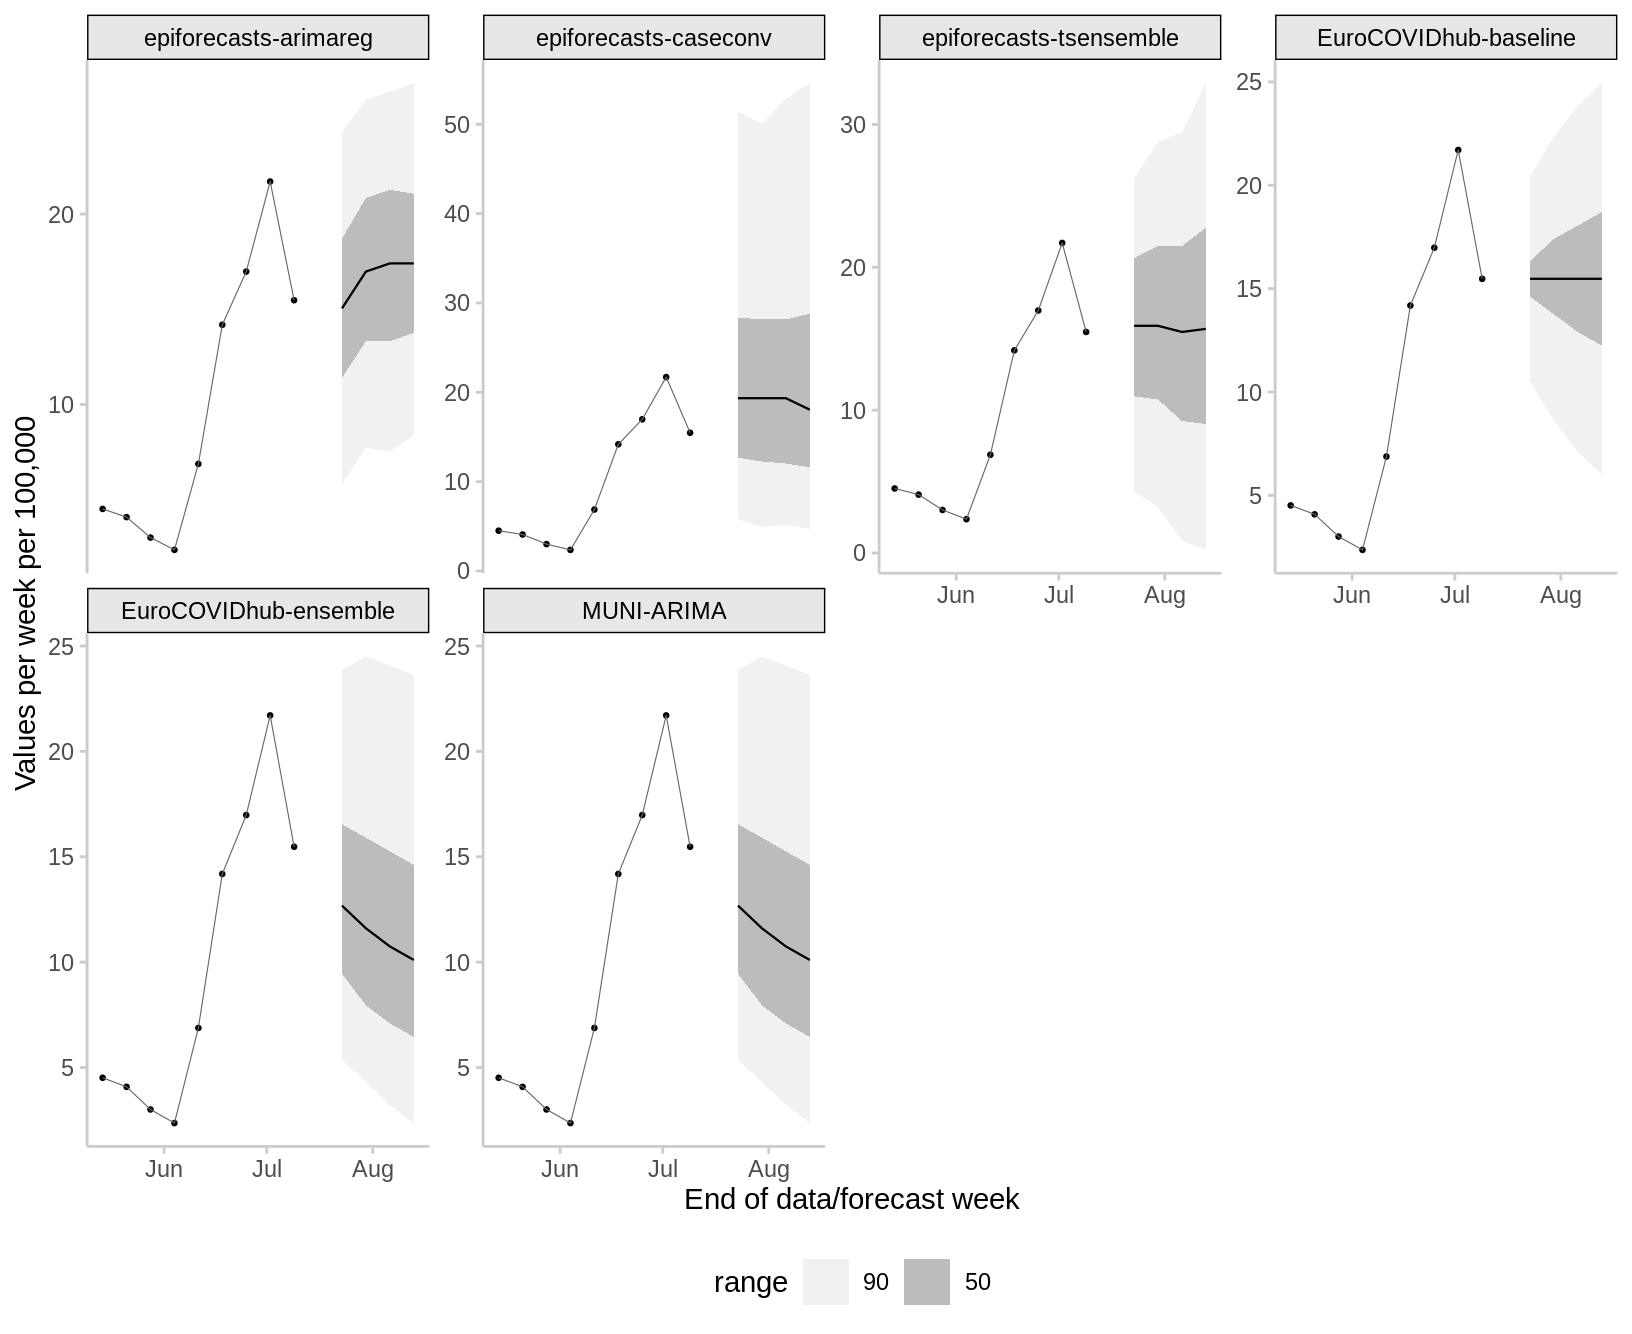 epiforecasts-arimareg
epiforecasts-caseconv
epiforecasts-tsensemble
EuroCOVIDhub-baseline
20
10
50
40
30
20
10
0
30
20
10
0
25
20
15
10
5
Jun Jul Aug
Jun Jul Aug
EuroCOVIDhub-ensemble
MUNI-ARIMA
25
20
15
10
5
25
20
15
10
5
Jun Jul Aug
Jun Jul Aug
Values per week per 100,000
End of data/forecast week
range 90 50